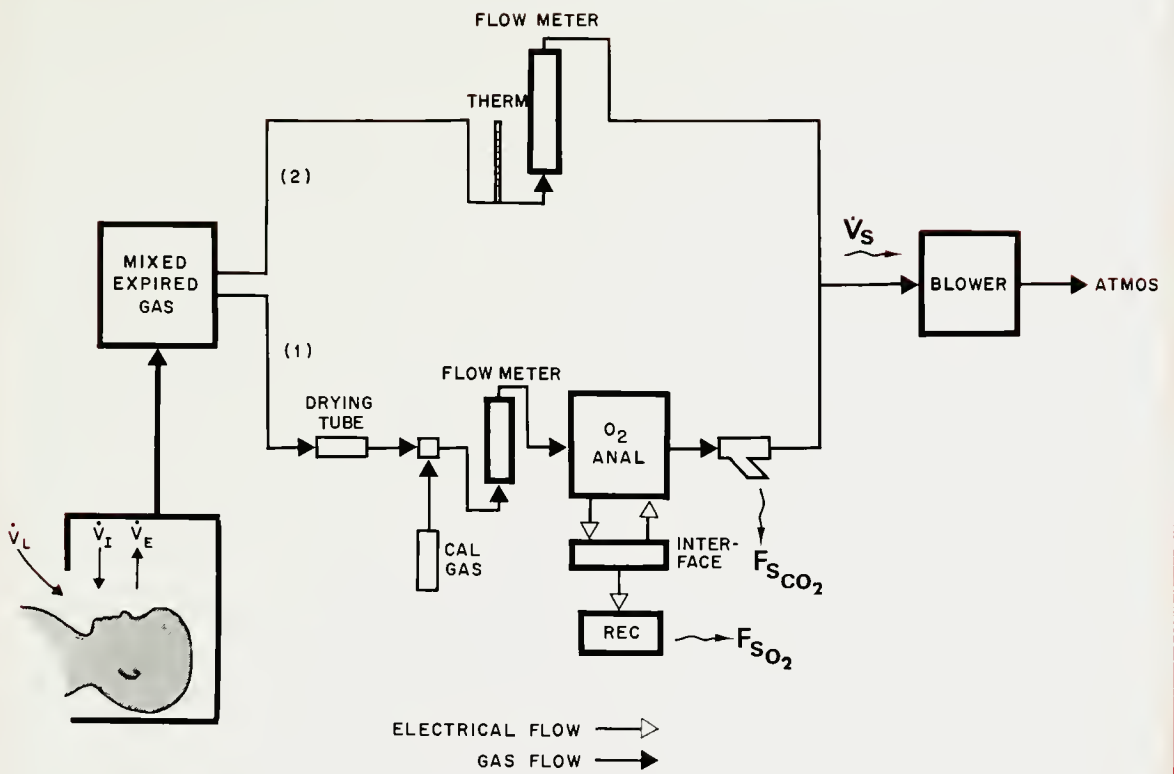 FLOW METER
THERM
(2)
MIXED
EXPIRED
GAS
V̇S
BLOWER
ATMOS
(1)
FLOW METER
DRYING
TUBE
O2
ANAL
CAL
GAS
INTER-
FACE
FSCO2
REC
FSO2
V̇L
V̇I
V̇E
ELECTRICAL FLOW
GAS FLOW